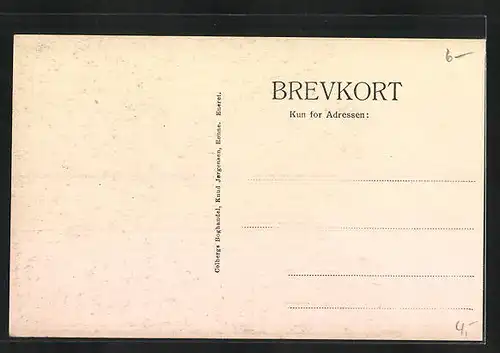 6-
BREVKORT
Kun for Adressen:
Colbergs Boghandel, Knud Jørgensen, Rønne. Eneret.
4,-